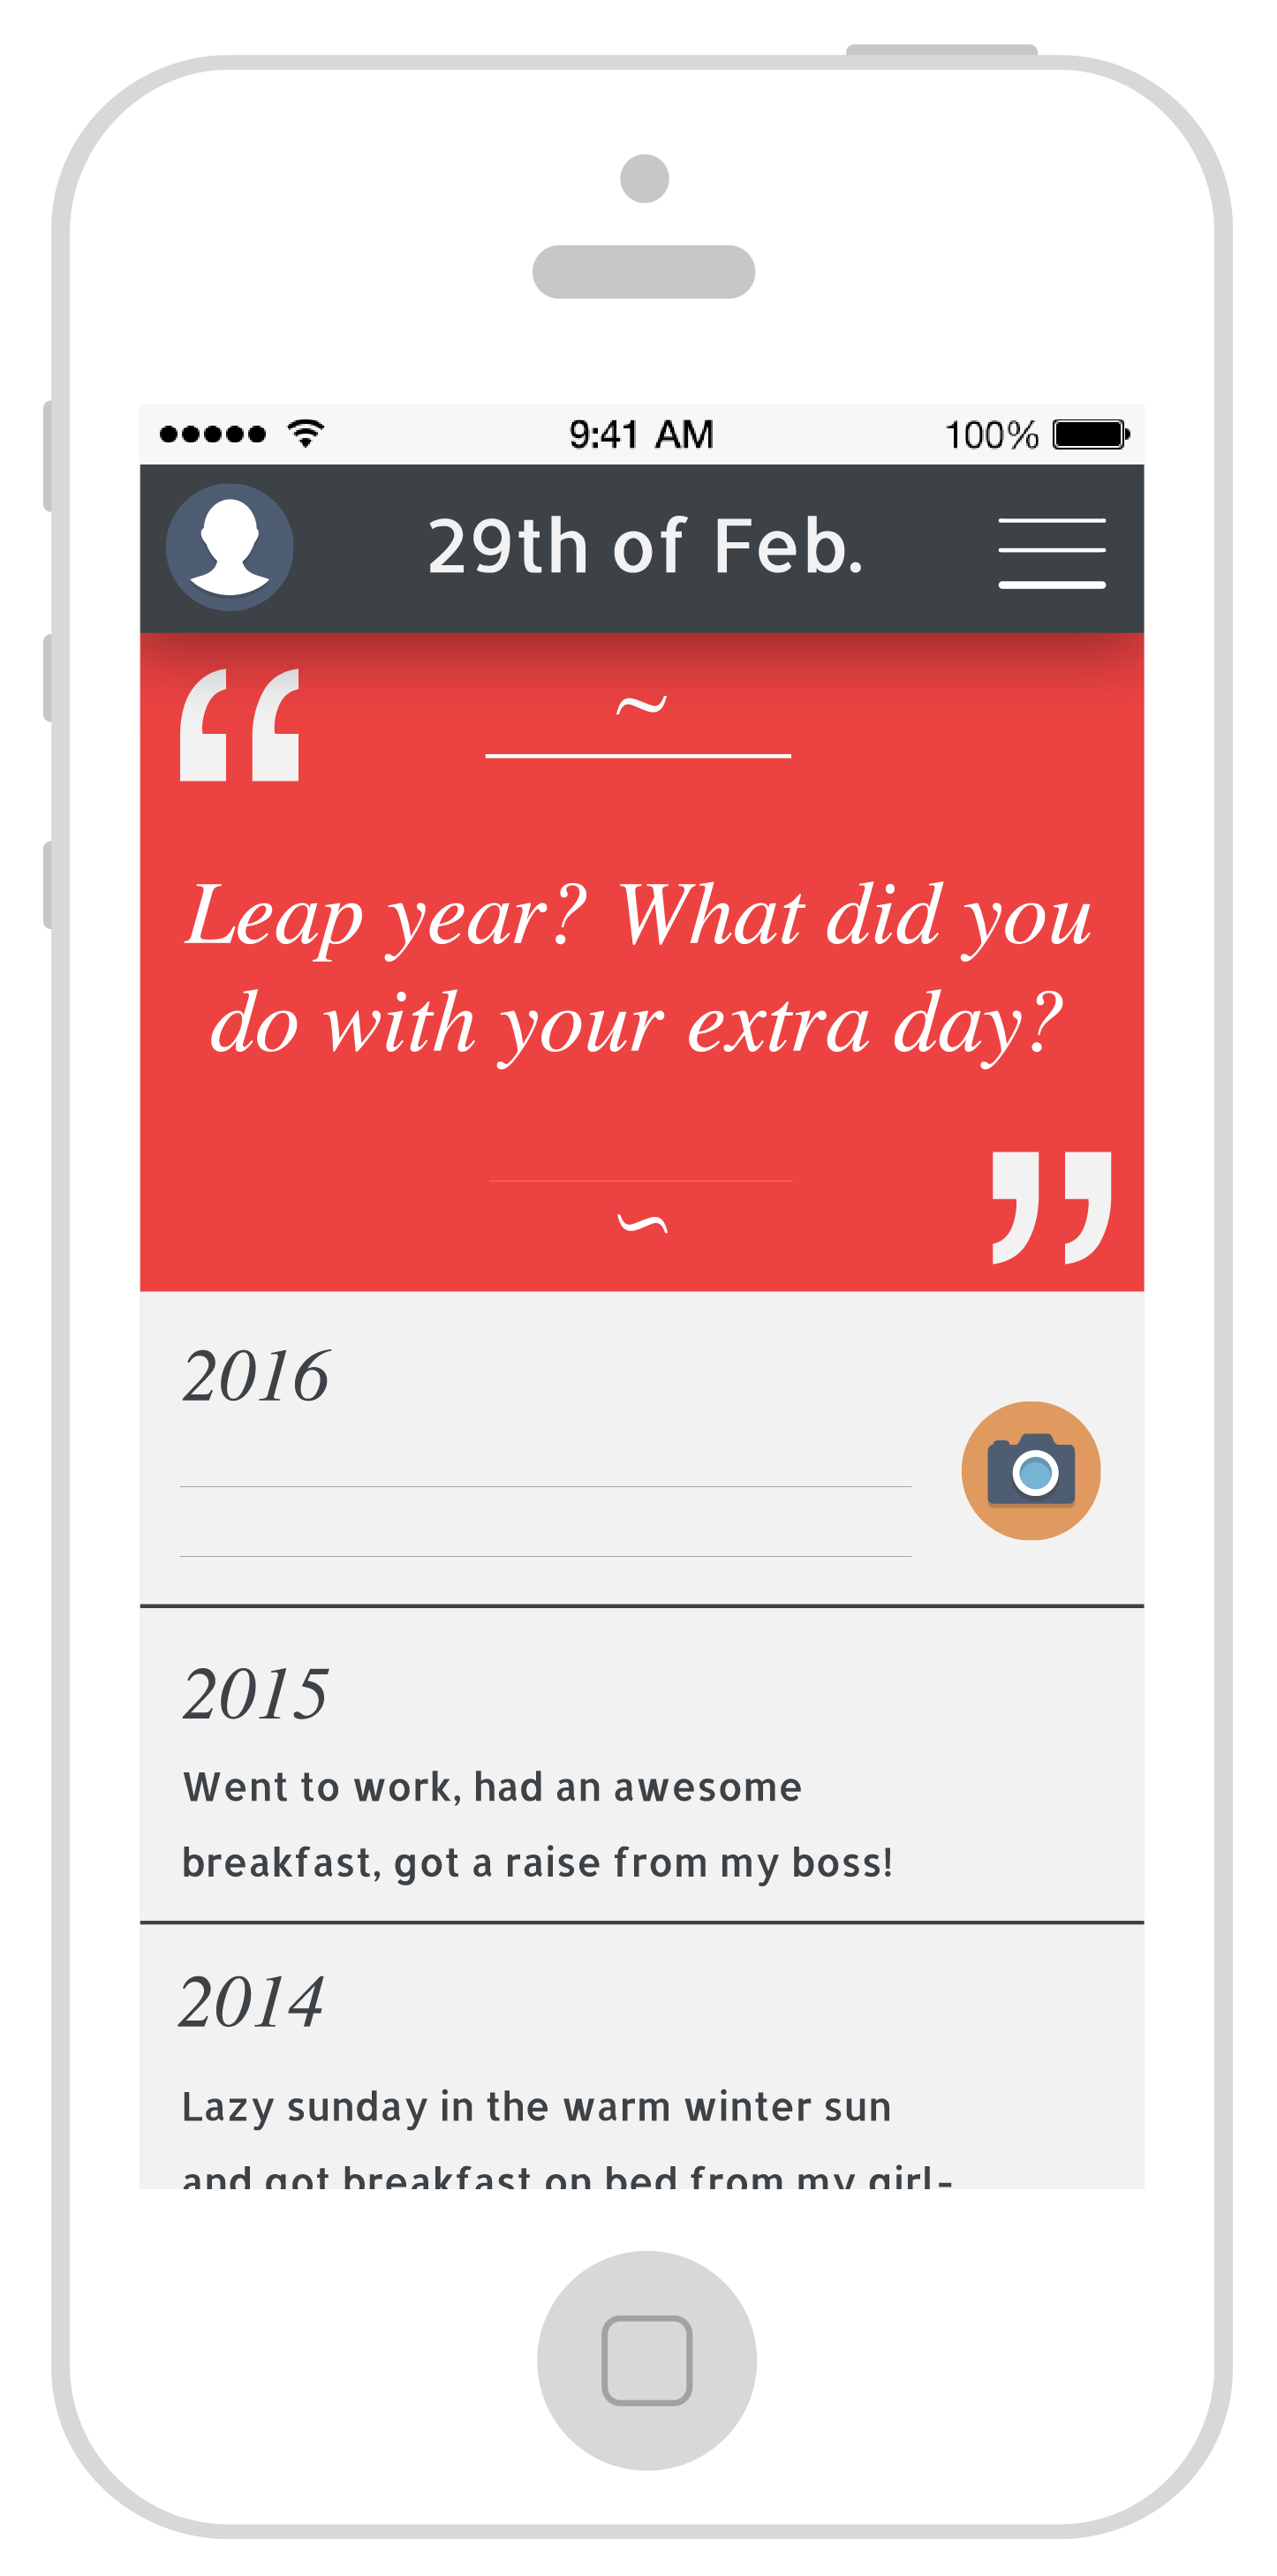 9:41 AM 100%
29th of Feb.
“
~
Leap year? What did you
do with your extra day?
~
”
2016
2015
Went to work, had an awesome
breakfast, got a raise from my boss!
2014
Lazy sunday in the warm winter sun
and got breakfast on bed from my girl-